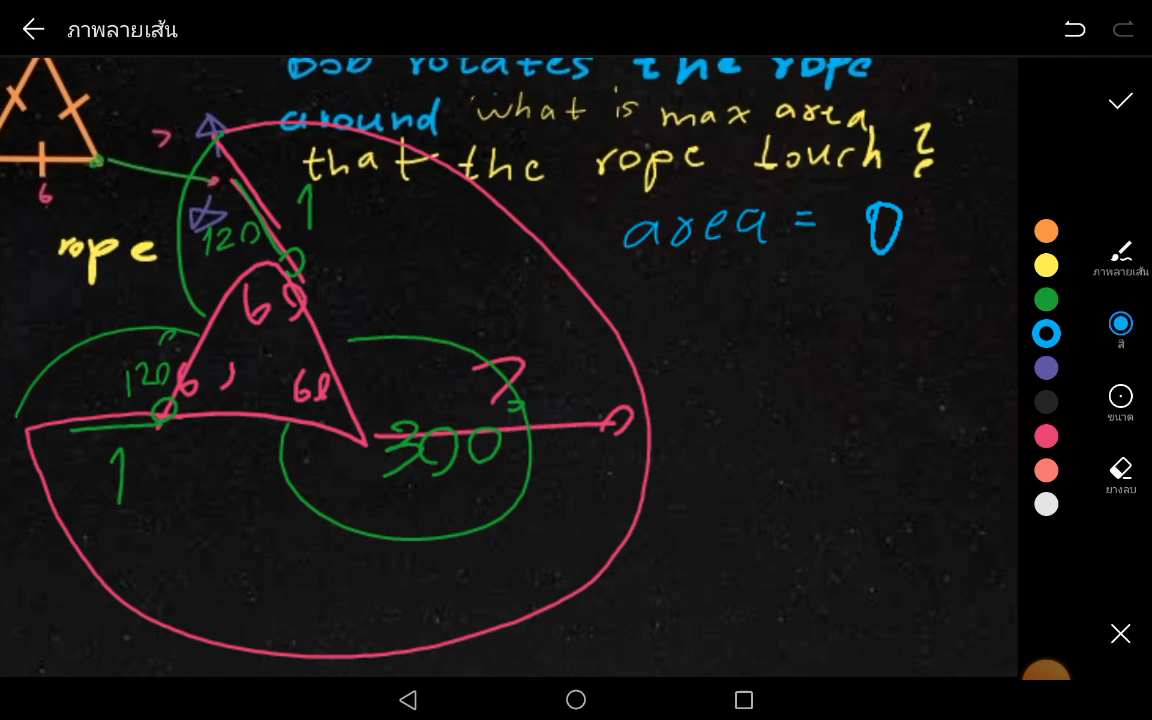 ภาพลายเส้น
Bob rotates the rope
around what is max area
that the rope touch ?
area = 0
7
6
rope
1
120
60
120
60
60
7
300
1
ภาพลายเส้น
สี
ขนาด
ยางลบ